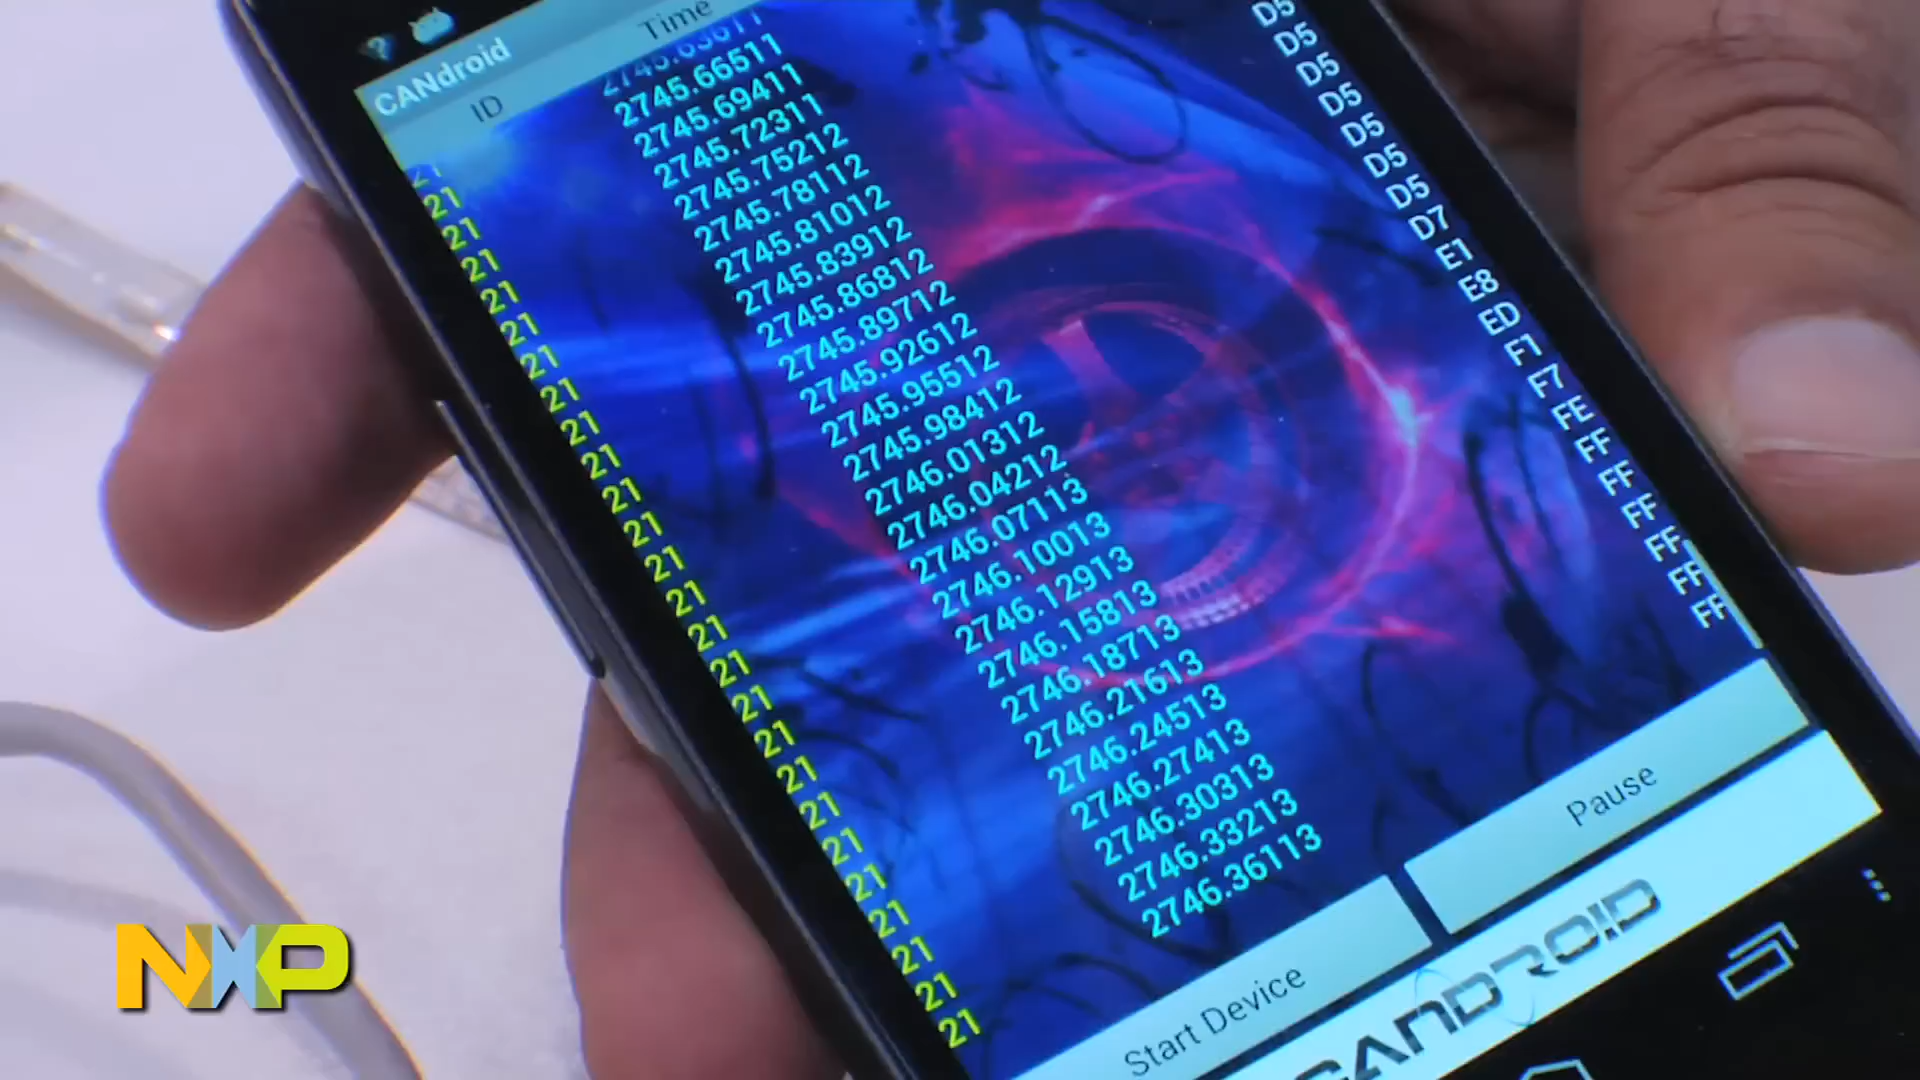 CANdroid
ID Time
21 2745.66511
21 2745.69411
21 2745.72311
21 2745.75212
21 2745.78112
21 2745.81012 D5
21 2745.83912 D5
21 2745.86812 D5
21 2745.89712 D5
21 2745.92612 D5
21 2745.95512 D5
21 2745.98412 D5
21 2746.01312 D7
21 2746.04212 E1
21 2746.07113 E8
21 2746.10013 ED
21 2746.12913 F1
21 2746.15813 F7
21 2746.18713 FE
21 2746.21613 FF
21 2746.24513 FF
21 2746.27413 FF
21 2746.30313 FF
21 2746.33213 FF
21 2746.36113 FF
Start Device Pause
CANDROID
NXP